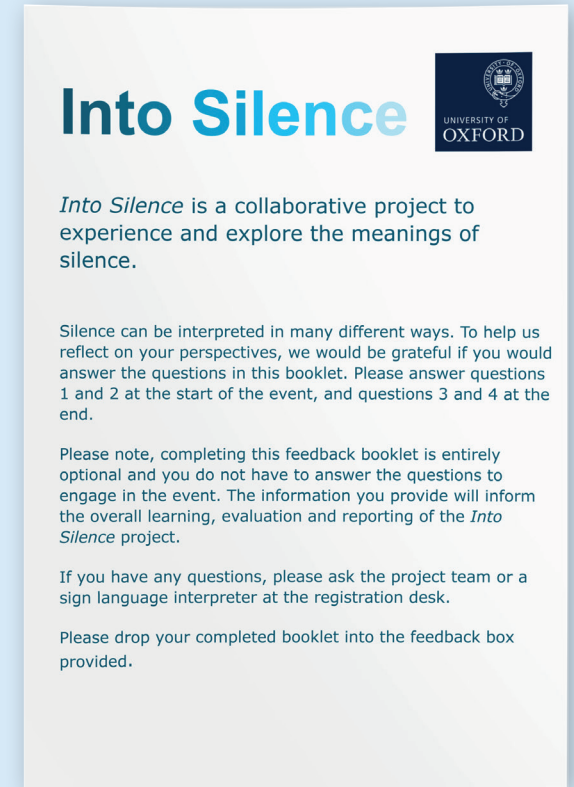 Into Silence
UNIVERSITY OF OXFORD
UNIVERSITY OF
OXFORD
Into Silence is a collaborative project to
experience and explore the meanings of
silence.
Silence can be interpreted in many different ways. To help us
reflect on your perspectives, we would be grateful if you would
answer the questions in this booklet. Please answer questions
1 and 2 at the start of the event, and questions 3 and 4 at the
end.
Please note, completing this feedback booklet is entirely
optional and you do not have to answer the questions to
engage in the event. The information you provide will inform
the overall learning, evaluation and reporting of the Into
Silence project.
If you have any questions, please ask the project team or a
sign language interpreter at the registration desk.
Please drop your completed booklet into the feedback box
provided.